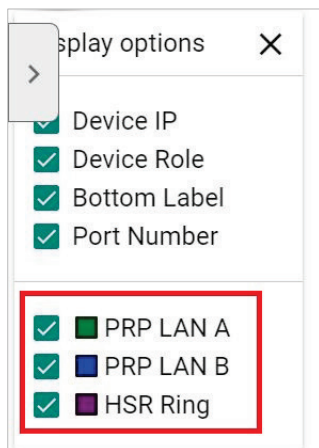 splay options
Device IP
Device Role
Bottom Label
Port Number
PRP LAN A
PRP LAN B
HSR Ring